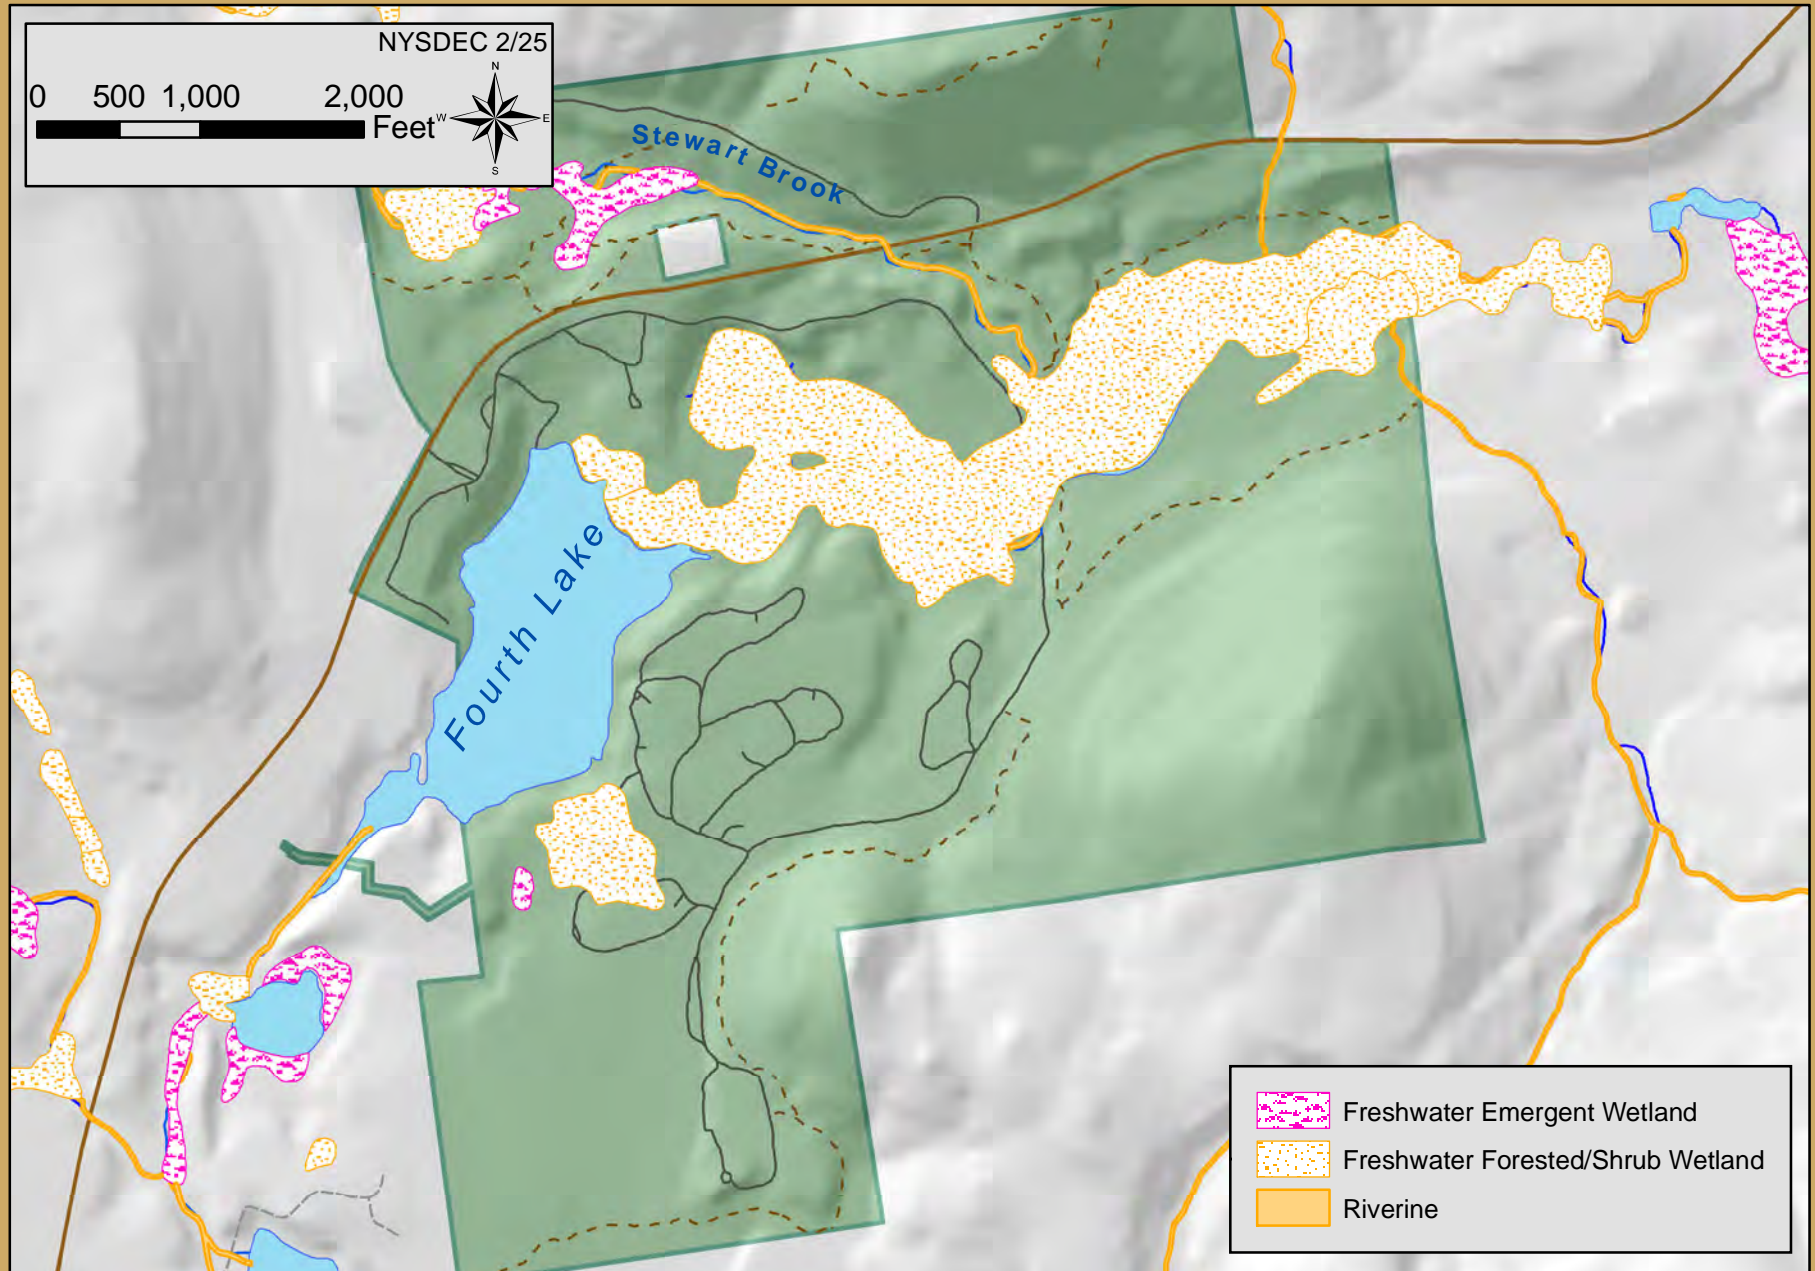 NYSDEC 2/25
0 500 1,000 2,000
Feet
N
W
E
S
Stewart Brook
Fourth Lake
Freshwater Emergent Wetland
Freshwater Forested/Shrub Wetland
Riverine